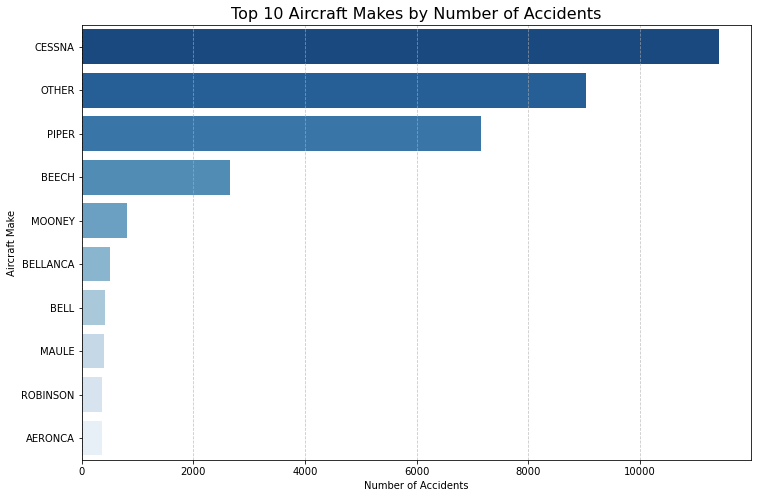 Top 10 Aircraft Makes by Number of Accidents
Aircraft Make
CESSNA
OTHER
PIPER
BEECH
MOONEY
BELLANCA
BELL
MAULE
ROBINSON
AERONCA
0 2000 4000 6000 8000 10000
Number of Accidents